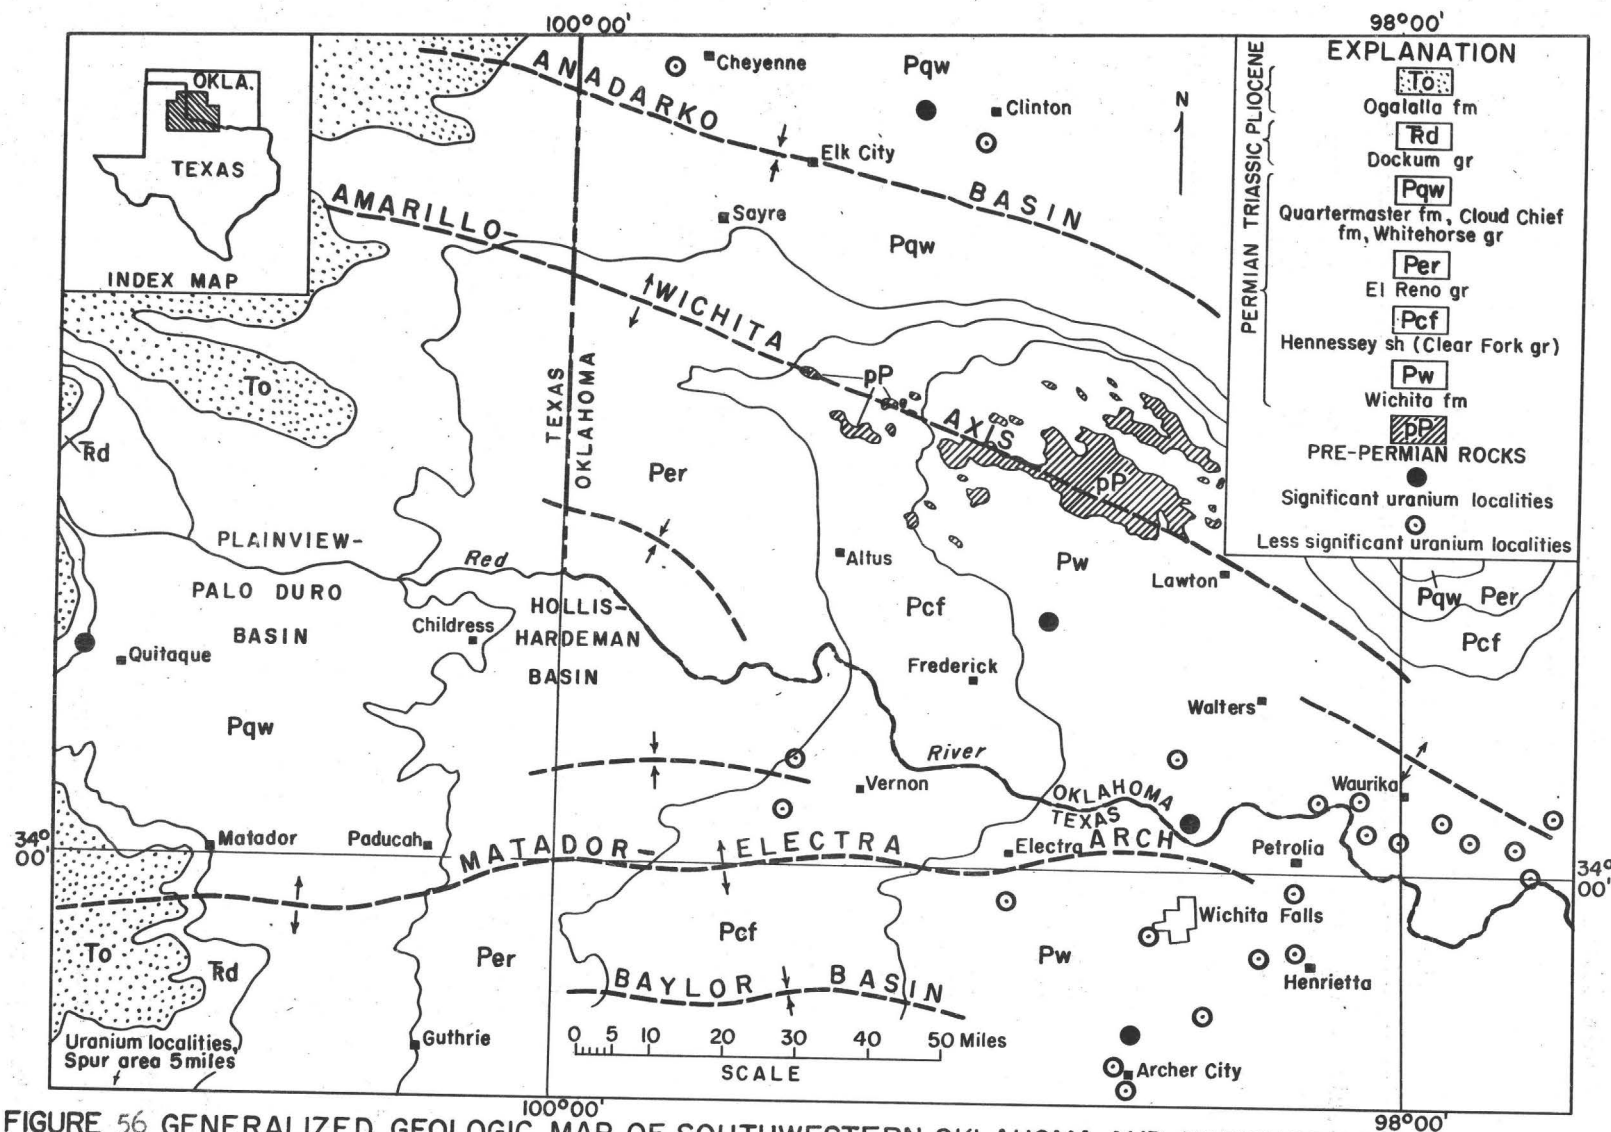 100°00'
98°00'
OKLA.
TEXAS
INDEX MAP
ANADARKO
BASIN
Cheyenne
Pqw
Clinton
Elk City
N
AMARILLO-
WICHITA
AXIS
Sayre
Pqw
EXPLANATION
To
Ogalalla fm
T̅Rd
Dockum gr
Pqw
Quartermaster fm, Cloud Chief
fm, Whitehorse gr
Per
El Reno gr
Pcf
Hennessey sh (Clear Fork gr)
Pw
Wichita fm
pP
PRE-PERMIAN ROCKS
Significant uranium localities
Less significant uranium localities
PERMIAN TRIASSIC PLIOCENE
To
T̅Rd
TEXAS
OKLAHOMA
Per
pP
pP
PLAINVIEW-
PALO DURO
BASIN
Red
HOLLIS-
HARDEMAN
BASIN
Childress
Quitaque
Altus
Pcf
Pw
Lawton
Frederick
Walters
Pqw
Per
Pcf
Pqw
River
Vernon
OKLAHOMA
TEXAS
Waurika
34°
00'
Matador
Paducah
MATADOR-
ELECTRA
ARCH
Electra
Petrolia
34°
00'
Wichita Falls
Pcf
Pw
Henrietta
To
T̅Rd
Per
BAYLOR BASIN
Uranium localities,
Spur area 5 miles
Guthrie
0 5 10 20 30 40 50 Miles
SCALE
Archer City
100°00'
98°00'
FIGURE 56 GENERALIZED GEOLOGIC MAP OF SOUTHWESTERN OKLAHOMA AND